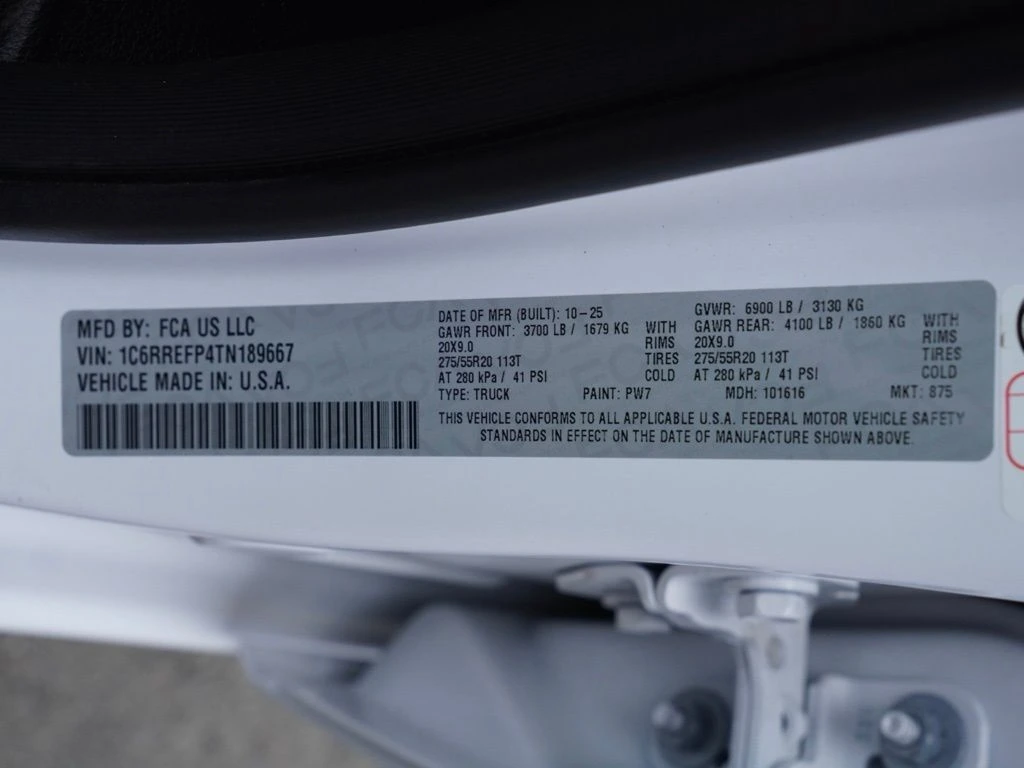 MFD BY: FCA US LLC
VIN: 1C6RREFP4TN189667
VEHICLE MADE IN: U.S.A.
DATE OF MFR (BUILT): 10-25
GAWR FRONT: 3700 LB / 1679 KG WITH
20X9.0 RIMS
275/55R20 113T TIRES
AT 280 kPa / 41 PSI COLD
GVWR: 6900 LB / 3130 KG
GAWR REAR: 4100 LB / 1860 KG WITH
20X9.0 RIMS
275/55R20 113T TIRES
AT 280 kPa / 41 PSI COLD
TYPE: TRUCK PAINT: PW7 MDH: 101616 MKT: 875
THIS VEHICLE CONFORMS TO ALL APPLICABLE U.S.A. FEDERAL MOTOR VEHICLE SAFETY
STANDARDS IN EFFECT ON THE DATE OF MANUFACTURE SHOWN ABOVE.